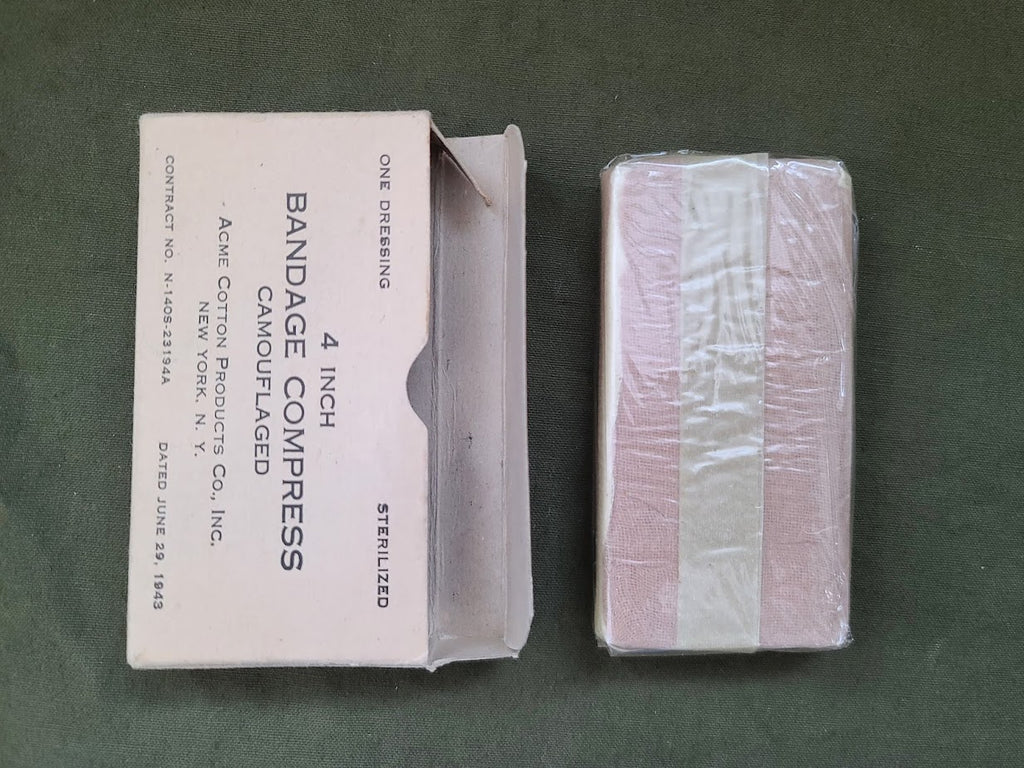 ONE DRESSING STERILIZED
4 INCH
BANDAGE COMPRESS
CAMOUFLAGED
ACME COTTON PRODUCTS CO., INC.
NEW YORK, N. Y.
CONTRACT NO. N-140S-23194A DATED JUNE 29, 1943